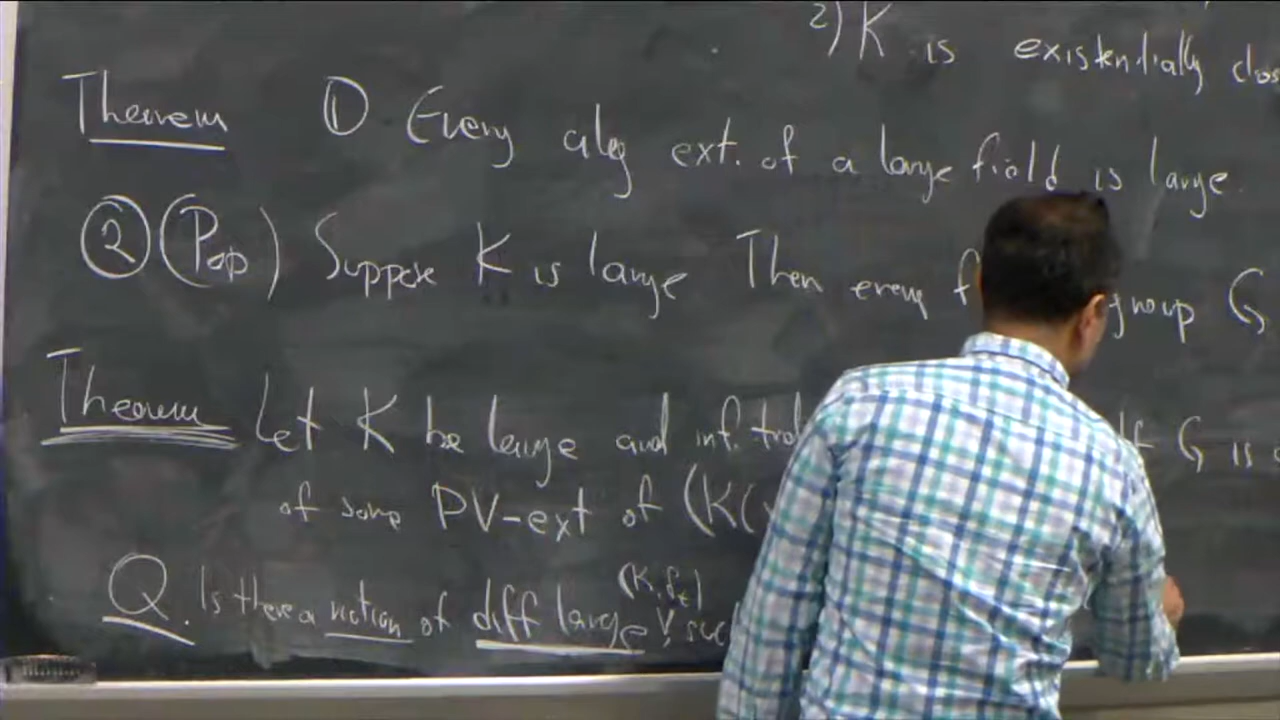 2) K is existentially clos
Theorem ① Every alg ext. of a large field is large.
② (Pop) Suppose K is large Then every f group G
Theorem Let K be large and inf. tr If G is
of some PV-ext of (K(
Q. Is there a notion of diff large (K, δ_t) suc